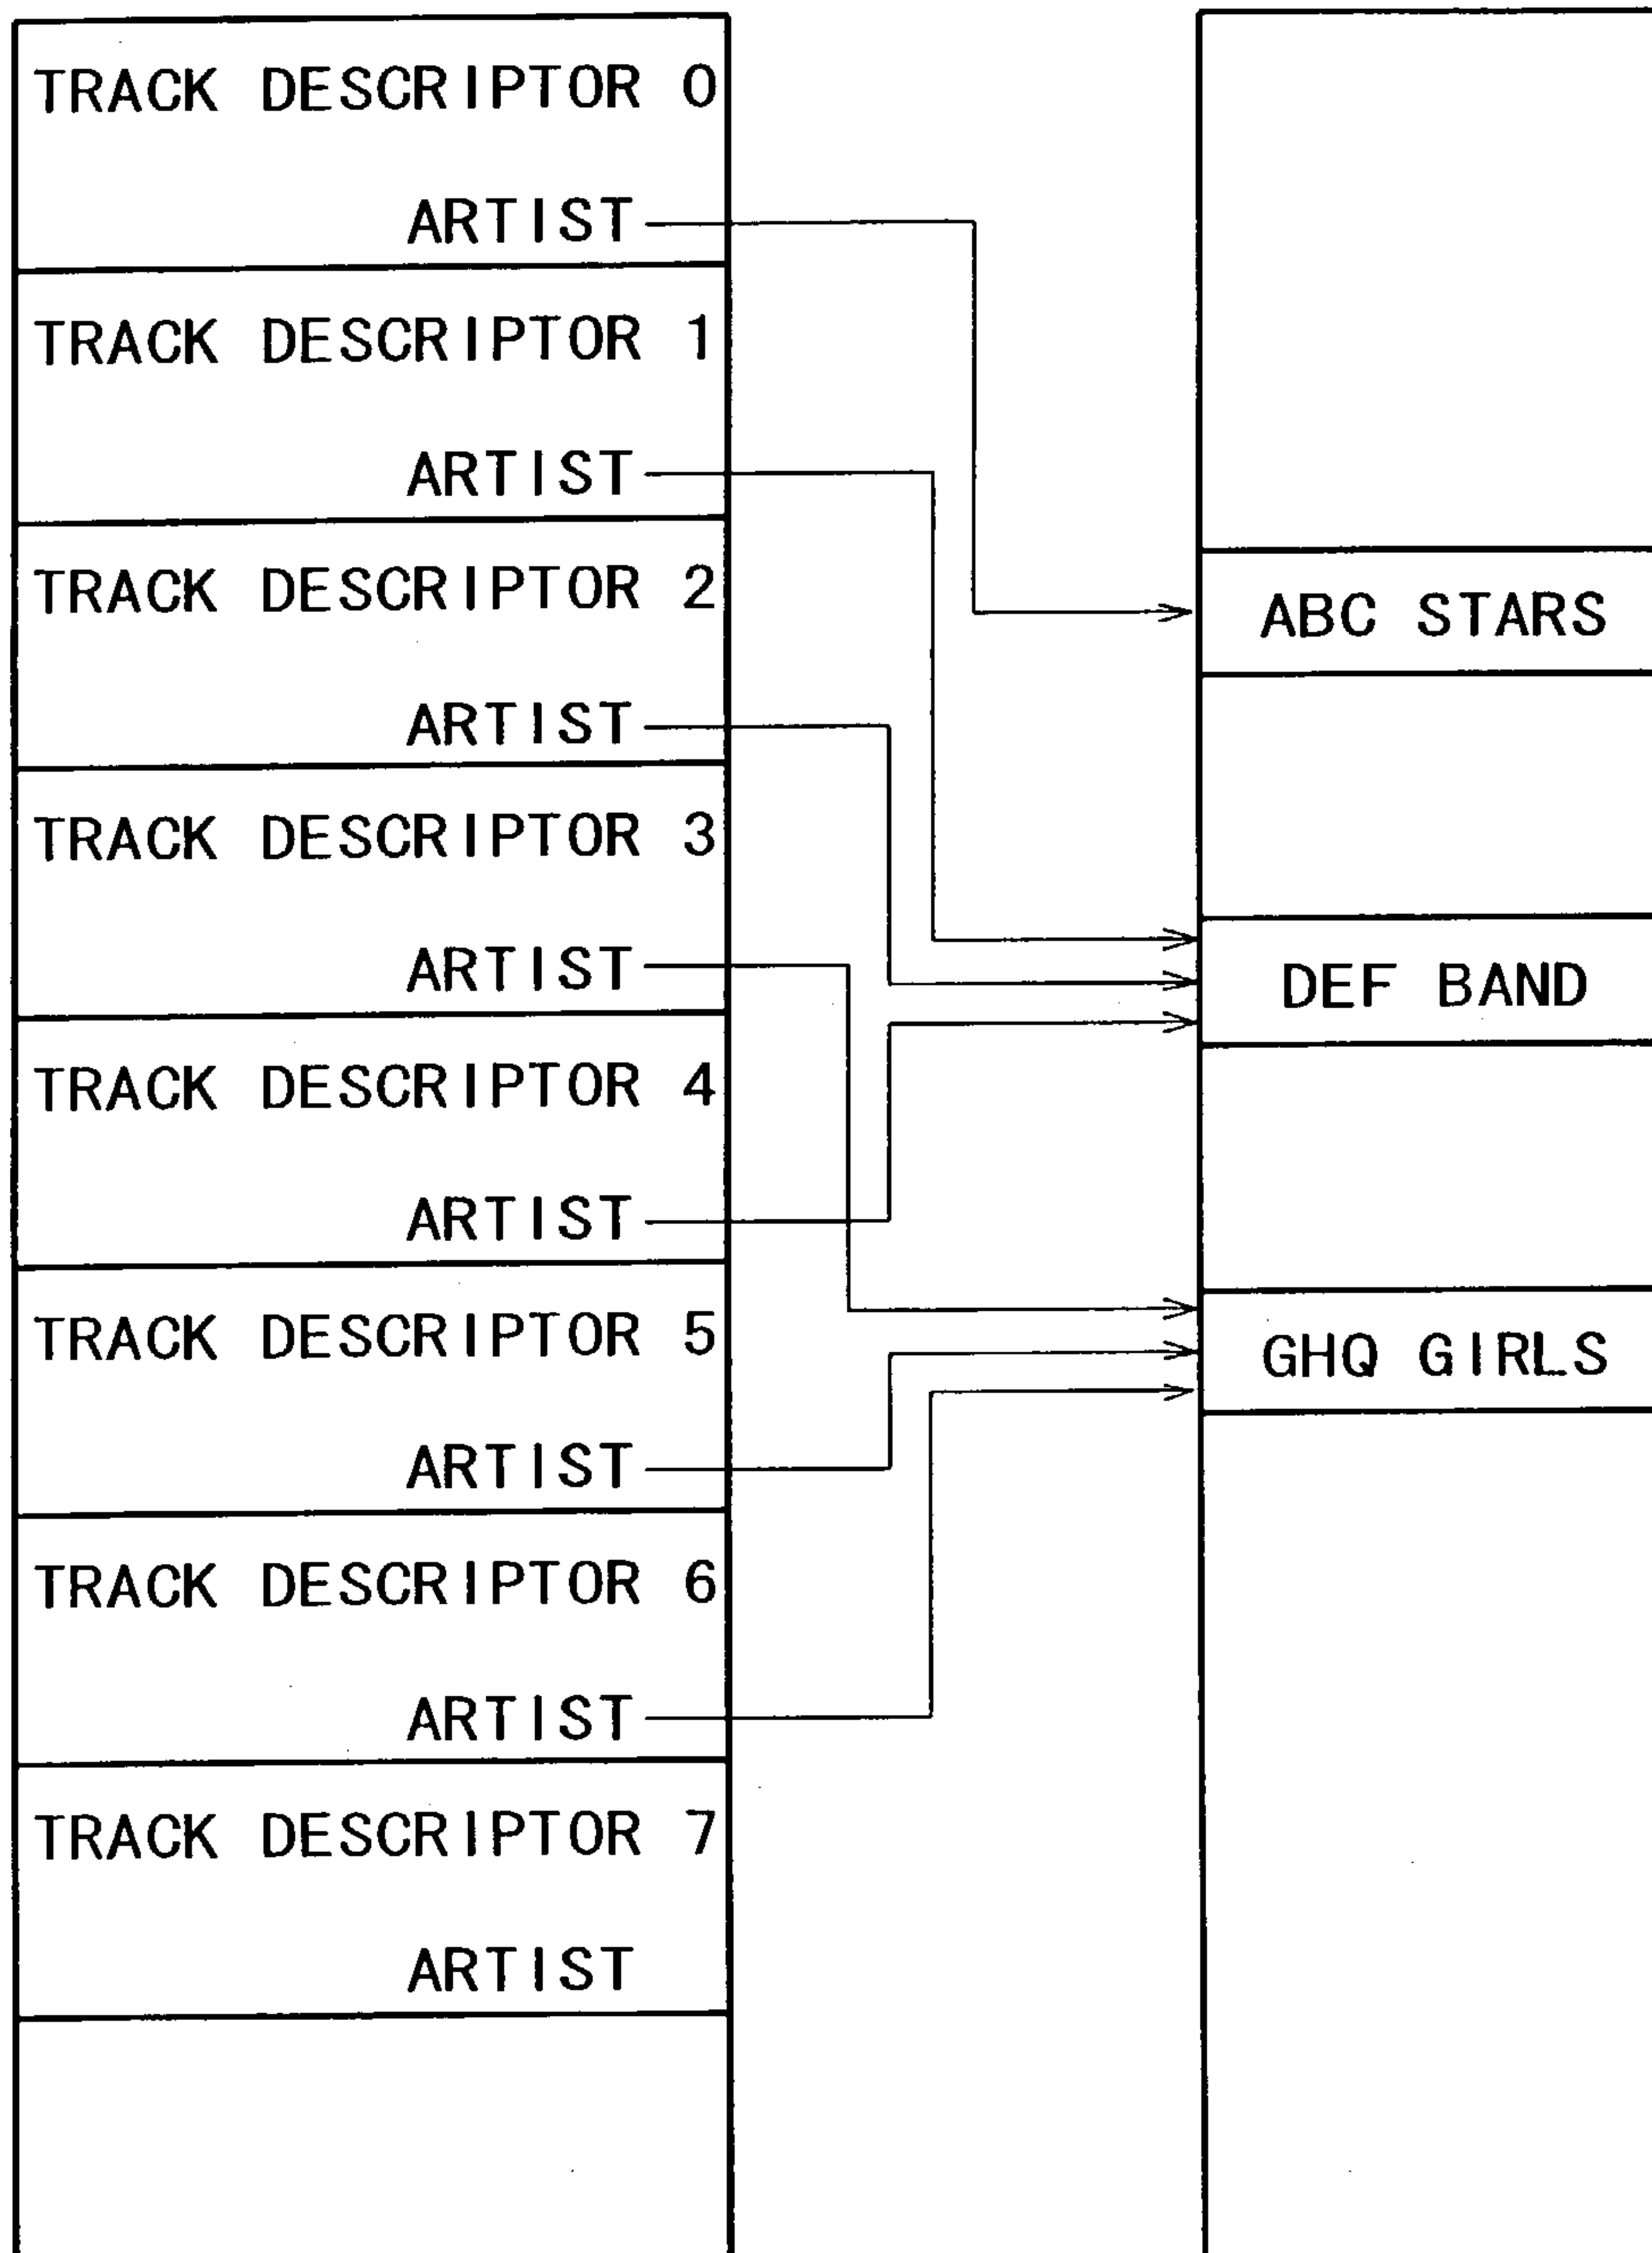 TRACK DESCRIPTOR 0
ARTIST
TRACK DESCRIPTOR 1
ARTIST
TRACK DESCRIPTOR 2
ARTIST
TRACK DESCRIPTOR 3
ARTIST
TRACK DESCRIPTOR 4
ARTIST
TRACK DESCRIPTOR 5
ARTIST
TRACK DESCRIPTOR 6
ARTIST
TRACK DESCRIPTOR 7
ARTIST
ABC STARS
DEF BAND
GHQ GIRLS